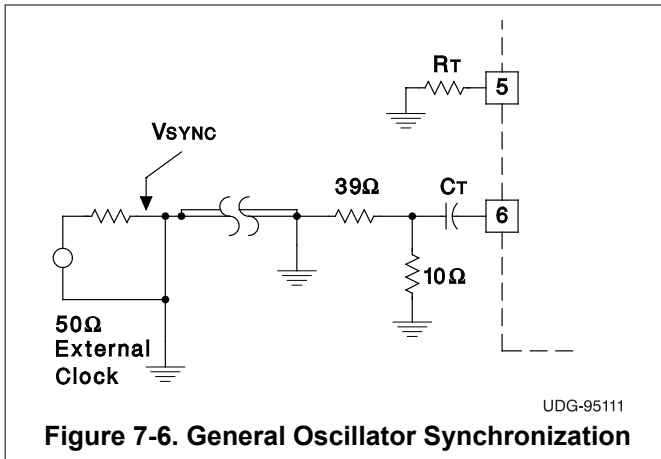 RT
5
VSYNC
39Ω
CT
6
10Ω
50Ω
External
Clock
UDG-95111
Figure 7-6. General Oscillator Synchronization